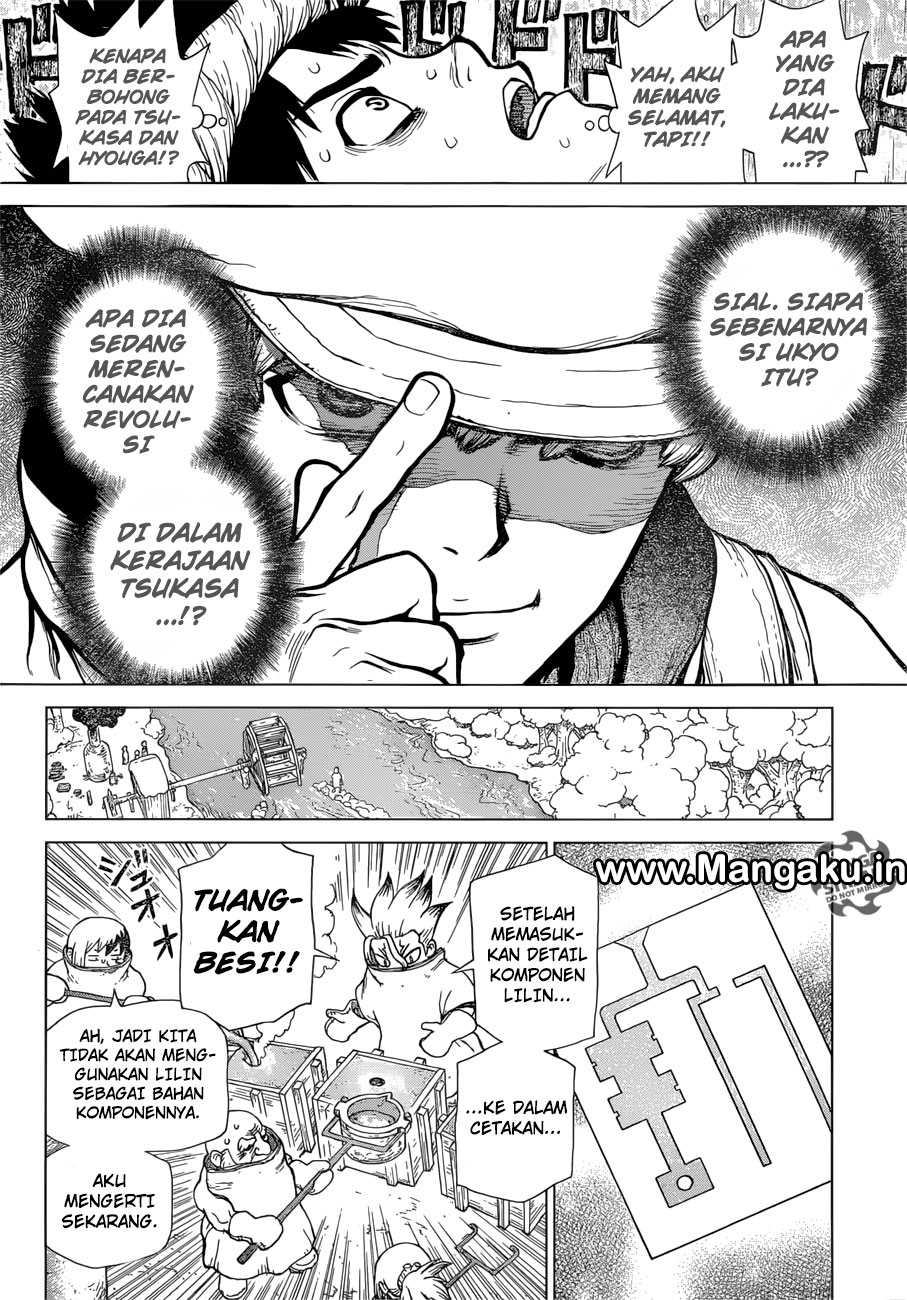 APA
YANG
DIA
LAKU-
KAN
...??
YAH, AKU
MEMANG
SELAMAT,
TAPI!!
KENAPA
DIA BER-
BOHONG
PADA TSU-
KASA DAN
HYOUGA!?
SIAL. SIAPA
SEBENARNYA
SI UKYO
ITU?
APA DIA
SEDANG
MEREN-
CANAKAN
REVOLU-
SI
DI DALAM
KERAJAAN
TSUKASA
...!?
www.Mangaku.in
DO NOT MIRROR
SETELAH
MEMASUK-
KAN DETAIL
KOMPONEN
LILIN...
...KE DALAM
CETAKAN...
TUANG-
KAN
BESI!!
AH, JADI KITA
TIDAK AKAN MENG-
GUNAKAN LILIN
SEBAGAI BAHAN
KOMPONENNYA.
AKU
MENGERTI
SEKARANG.